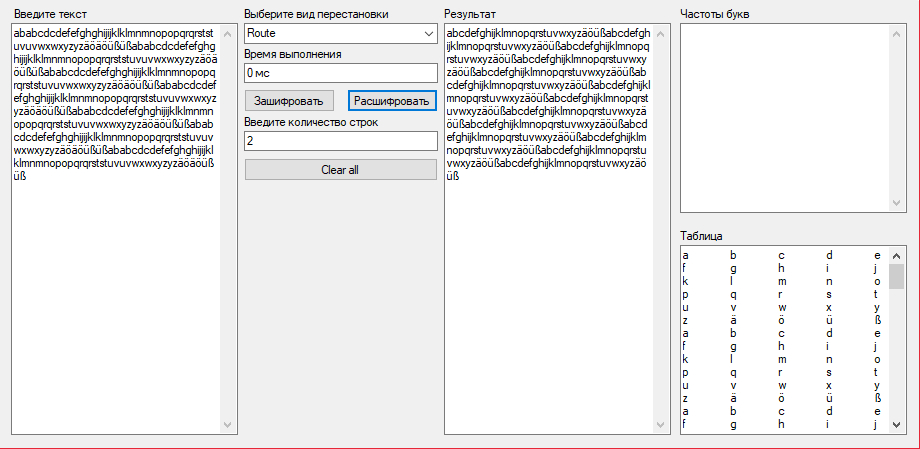 Введите текст
ababcdcdefefghghijijklklmnmnopopqrqrstst
uvuvwxwxyzyzäöäöüßüßababcdcdefefghg
hijijklklmnmnopopqrqrststuvuvwxwxyzyzäöä
öüßüßababcdcdefefghghijijklklmnmnopopq
rqrststuvuvwxwxyzyzäöäöüßüßababcdcdef
efghghijijklklmnmnopopqrqrststuvuvwxwxyz
yzäöäöüßüßababcdcdefefghghijijklklmnmn
opopqrqrststuvuvwxwxyzyzäöäöüßüßabab
cdcdefefghghijijklklmnmnopopqrqrststuvuv
wxwxyzyzäöäöüßüßababcdcdefefghghijijkl
klmnmnopopqrqrststuvuvwxwxyzyzäöäöüß
üß
Выберите вид перестановки
Route
Время выполнения
0 мс
Зашифровать Расшифровать
Введите количество строк
2
Clear all
Результат
abcdefghijklmnopqrstuvwxyzäöüßabcdefgh
ijklmnopqrstuvwxyzäöüßabcdefghijklmnopq
rstuvwxyzäöüßabcdefghijklmnopqrstuvwxy
zäöüßabcdefghijklmnopqrstuvwxyzäöüßab
cdefghijklmnopqrstuvwxyzäöüßabcdefghijkl
mnopqrstuvwxyzäöüßabcdefghijklmnopqrst
uvwxyzäöüßabcdefghijklmnopqrstuvwxyzä
öüßabcdefghijklmnopqrstuvwxyzäöüßabcd
efghijklmnopqrstuvwxyzäöüßabcdefghijklm
nopqrstuvwxyzäöüßabcdefghijklmnopqrstu
vwxyzäöüßabcdefghijklmnopqrstuvwxyzäö
üß
Частоты букв
Таблица
a b c d e
f g h i j
k l m n o
p q r s t
u v w x y
z ä ö ü ß
a b c d e
f g h i j
k l m n o
p q r s t
u v w x y
z ä ö ü ß
a b c d e
f g h i j